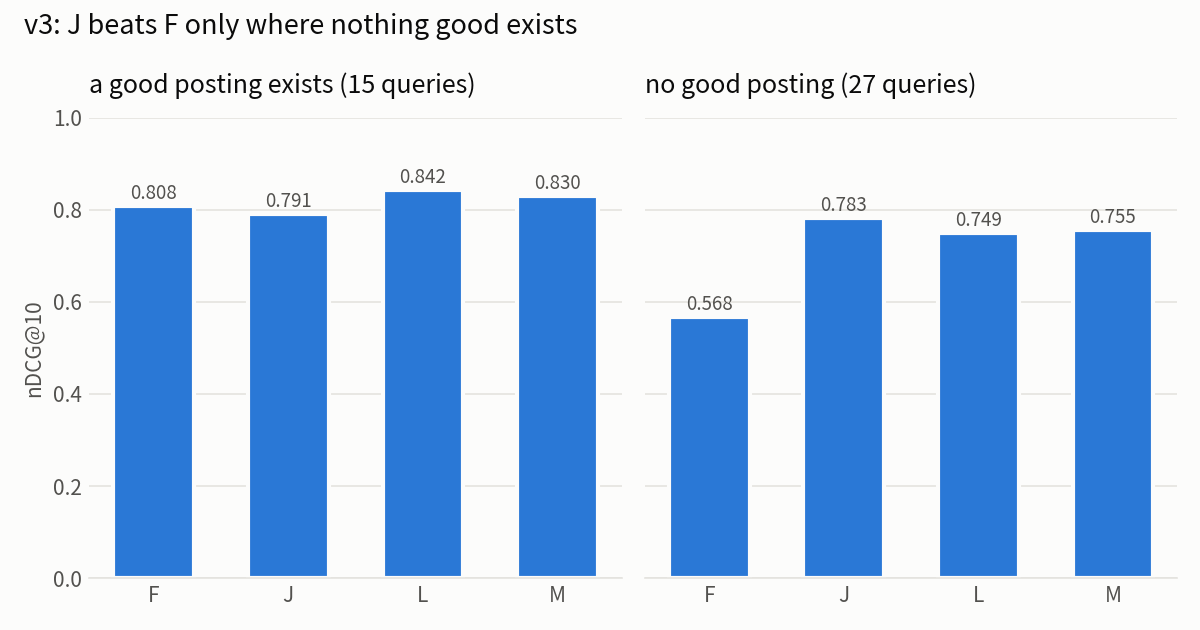 v3: J beats F only where nothing good exists
a good posting exists (15 queries)
no good posting (27 queries)
nDCG@10
1.0
0.8
0.6
0.4
0.2
0.0
0.808
0.791
0.842
0.830
F
J
L
M
0.568
0.783
0.749
0.755
F
J
L
M